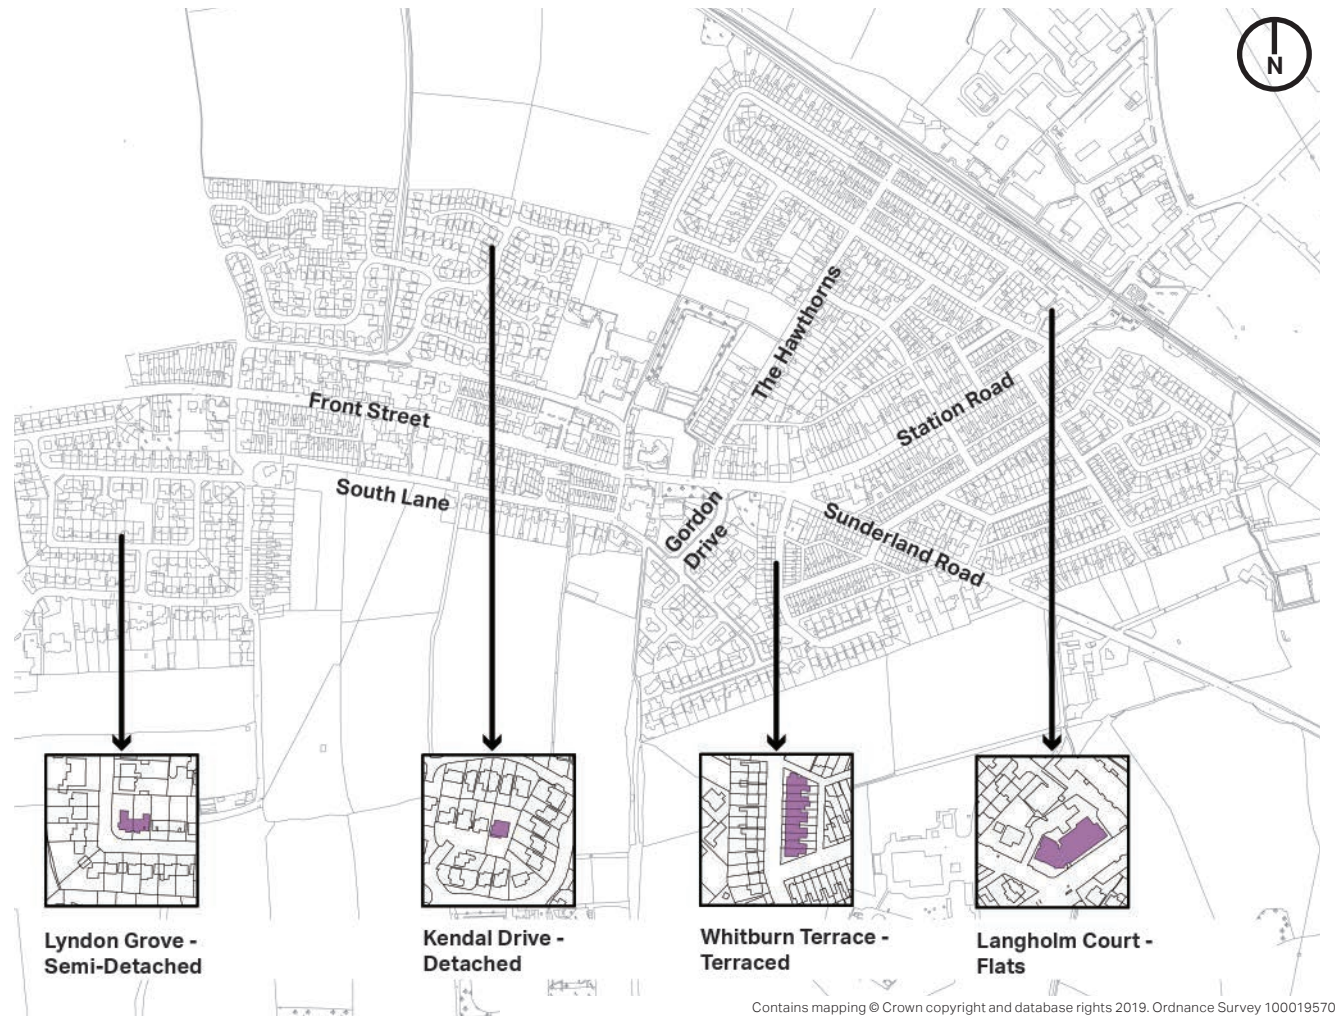 N
The Hawthorns
Front Street
Station Road
South Lane
Gordon
Drive
Sunderland Road
Lyndon Grove -
Semi-Detached
Kendal Drive -
Detached
Whitburn Terrace -
Terraced
Langholm Court -
Flats
Contains mapping © Crown copyright and database rights 2019. Ordnance Survey 100019570